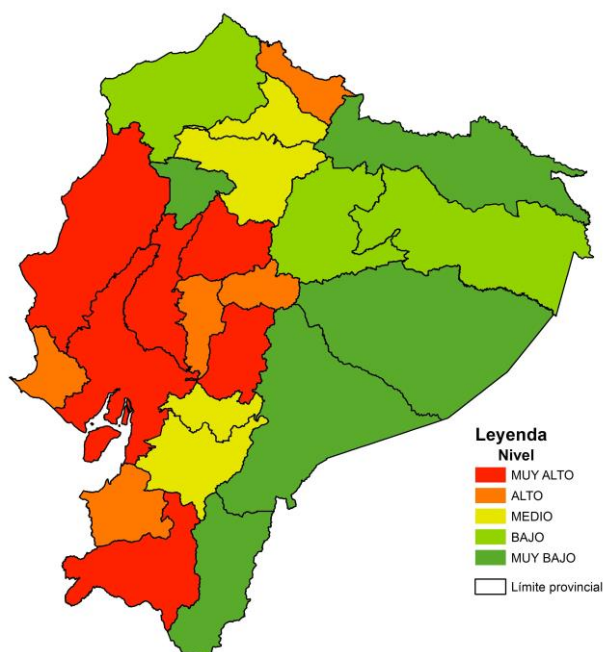 Leyenda
Nivel
MUY ALTO
ALTO
MEDIO
BAJO
MUY BAJO
Límite provincial